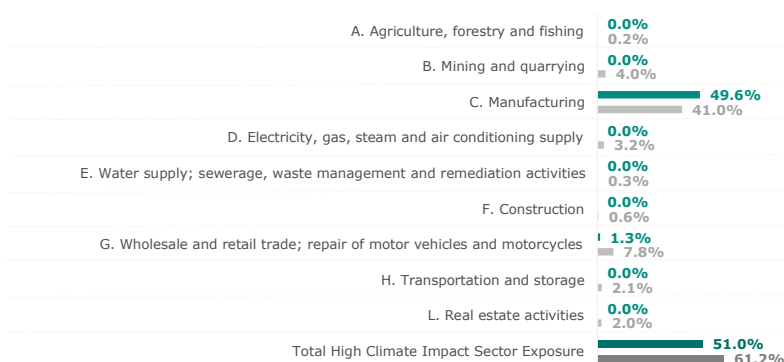 A. Agriculture, forestry and fishing
0.0%
0.2%
B. Mining and quarrying
0.0%
4.0%
C. Manufacturing
49.6%
41.0%
D. Electricity, gas, steam and air conditioning supply
0.0%
3.2%
E. Water supply; sewerage, waste management and remediation activities
0.0%
0.3%
F. Construction
0.0%
0.6%
G. Wholesale and retail trade; repair of motor vehicles and motorcycles
1.3%
7.8%
H. Transportation and storage
0.0%
2.1%
L. Real estate activities
0.0%
2.0%
Total High Climate Impact Sector Exposure
51.0%
61.2%